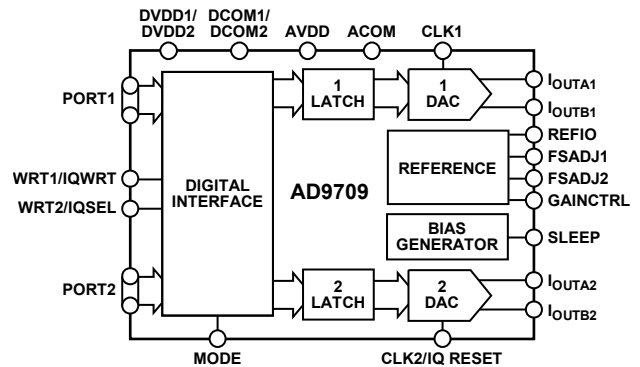 DVDD1/
DVDD2
DCOM1/
DCOM2
AVDD
ACOM
CLK1
PORT1
1
LATCH
1
DAC
IOUTA1
IOUTB1
REFIO
REFERENCE
FSADJ1
FSADJ2
GAINCTRL
WRT1/IQWRT
WRT2/IQSEL
DIGITAL
INTERFACE
AD9709
BIAS
GENERATOR
SLEEP
PORT2
2
LATCH
2
DAC
IOUTA2
IOUTB2
MODE
CLK2/IQ RESET